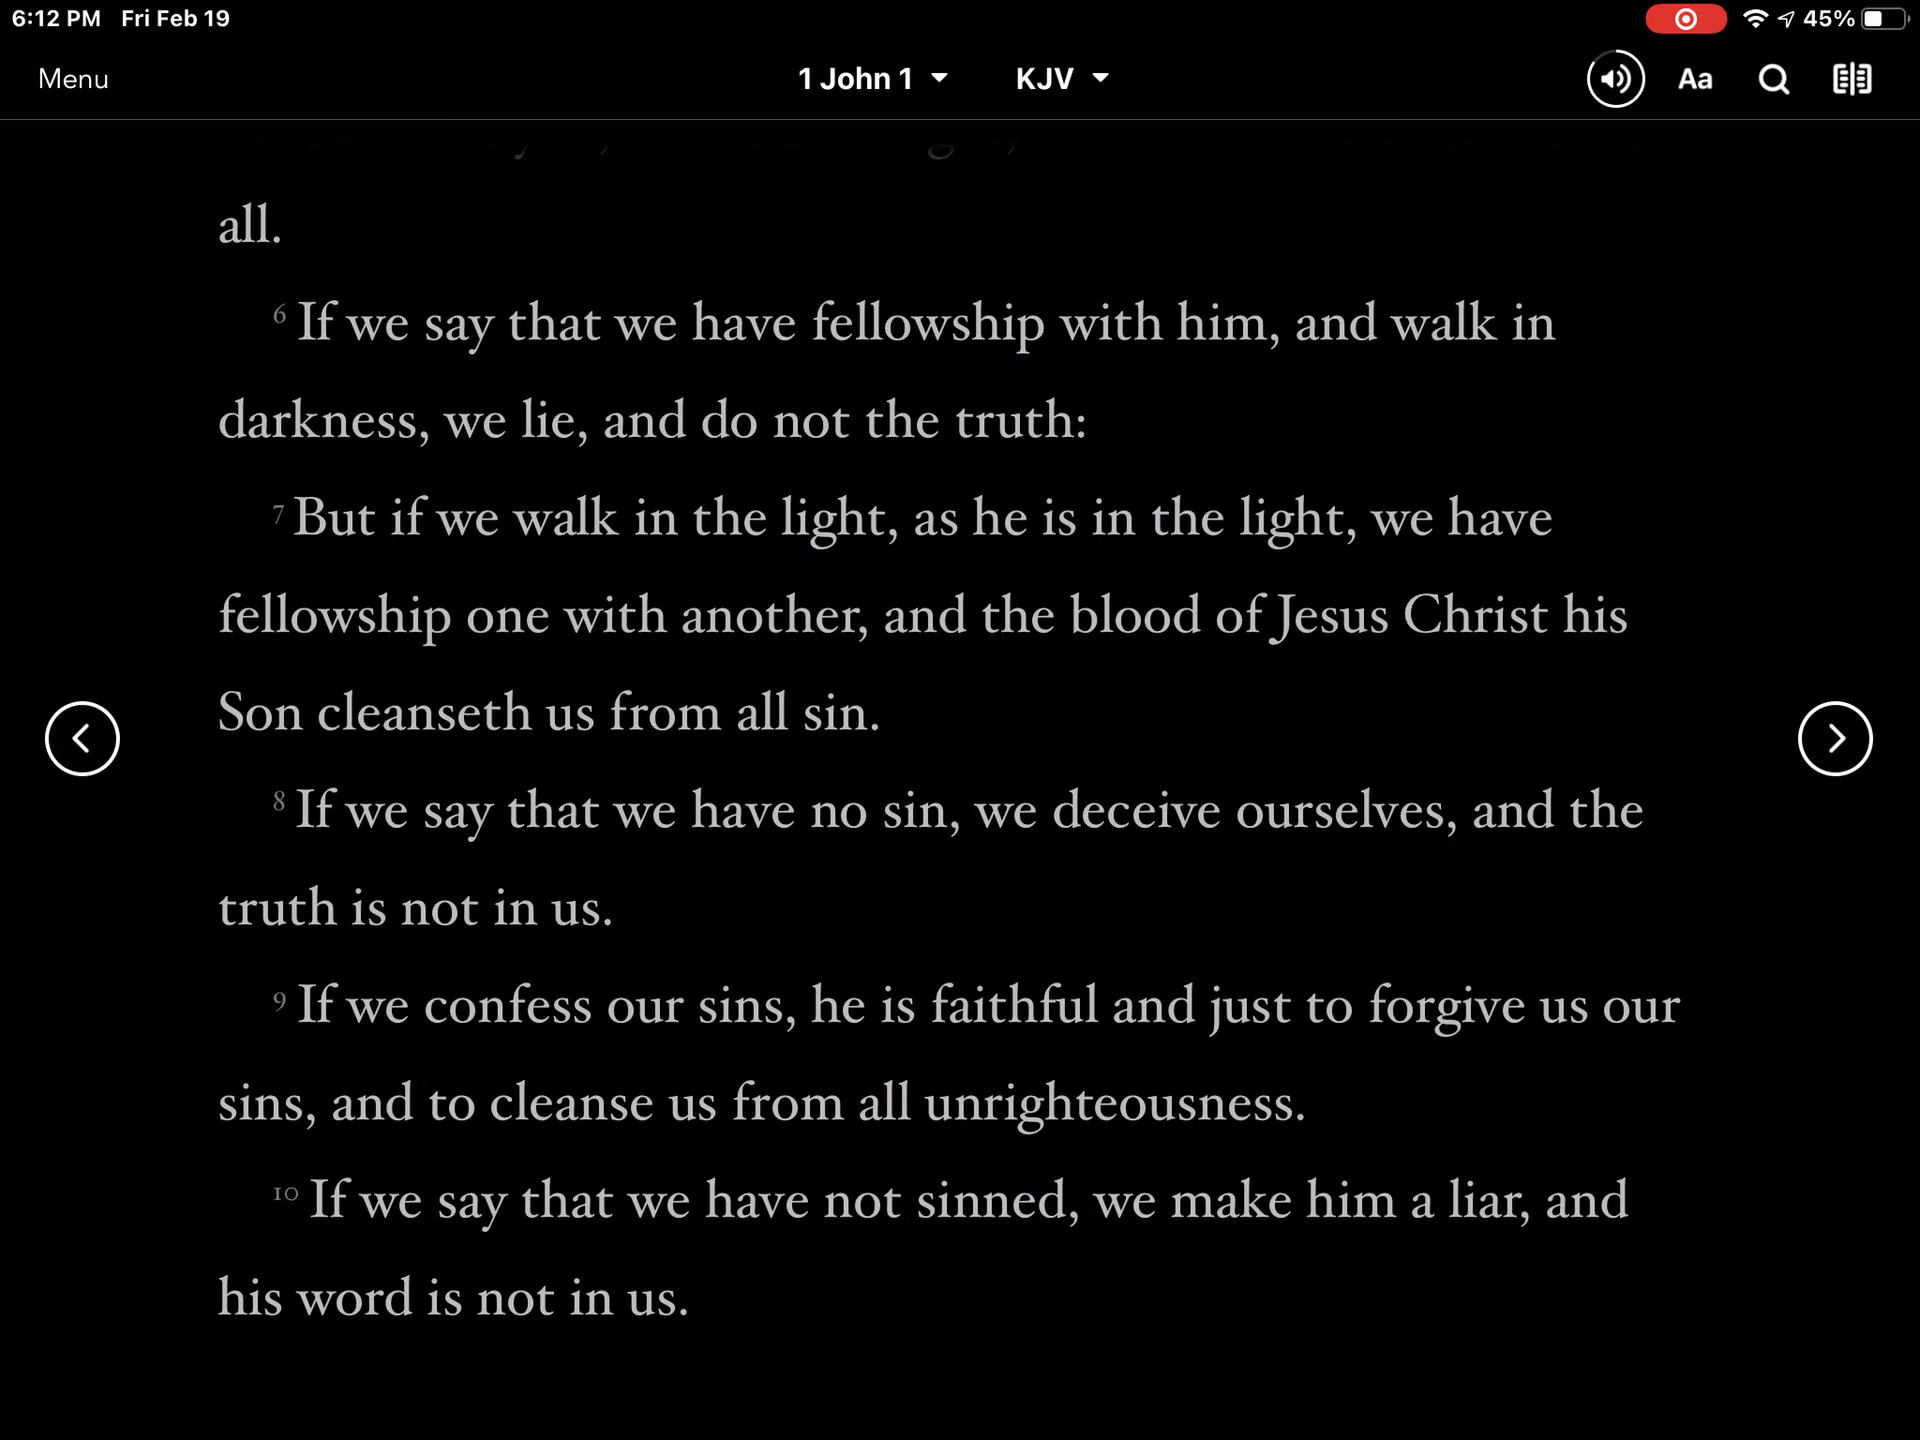 6:12 PM Fri Feb 19 45%
Menu 1 John 1 KJV Aa
all.
6 If we say that we have fellowship with him, and walk in
darkness, we lie, and do not the truth:
7 But if we walk in the light, as he is in the light, we have
fellowship one with another, and the blood of Jesus Christ his
Son cleanseth us from all sin.
8 If we say that we have no sin, we deceive ourselves, and the
truth is not in us.
9 If we confess our sins, he is faithful and just to forgive us our
sins, and to cleanse us from all unrighteousness.
10 If we say that we have not sinned, we make him a liar, and
his word is not in us.